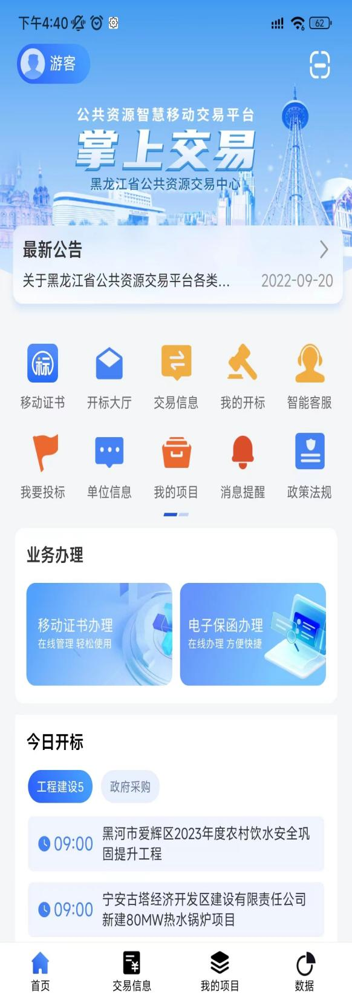 下午4:40
62
游客
公共资源智慧移动交易平台
掌上交易
黑龙江省公共资源交易中心
最新公告
关于黑龙江省公共资源交易平台各类... 2022-09-20
标
移动证书 开标大厅 交易信息 我的开标 智能客服
我要投标 单位信息 我的项目 消息提醒 政策法规
业务办理
移动证书办理
在线管理 轻松使用
电子保函办理
在线办理 方便快捷
今日开标
工程建设5 政府采购
09:00
黑河市爱辉区2023年度农村饮水安全巩
固提升工程
09:00
宁安古塔经济开发区建设有限责任公司
新建80MW热水锅炉项目
首页 交易信息 我的项目 数据